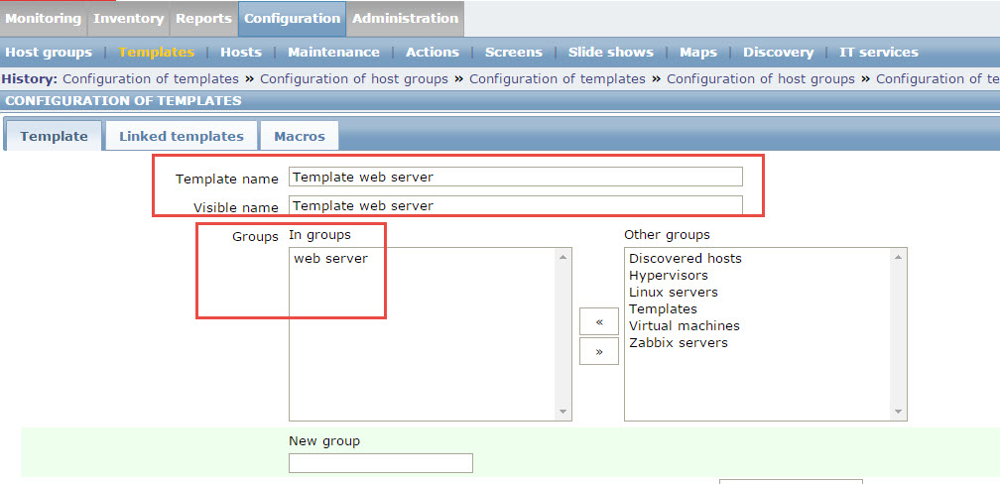 Monitoring Inventory Reports Configuration Administration
Host groups | Templates | Hosts | Maintenance | Actions | Screens | Slide shows | Maps | Discovery | IT services
History: Configuration of templates » Configuration of host groups » Configuration of templates » Configuration of host groups » Configuration of te
CONFIGURATION OF TEMPLATES
Template Linked templates Macros
Template name Template web server
Visible name Template web server
Groups In groups Other groups
web server Discovered hosts
Hypervisors
Linux servers
Templates
« Virtual machines
Zabbix servers
»
New group